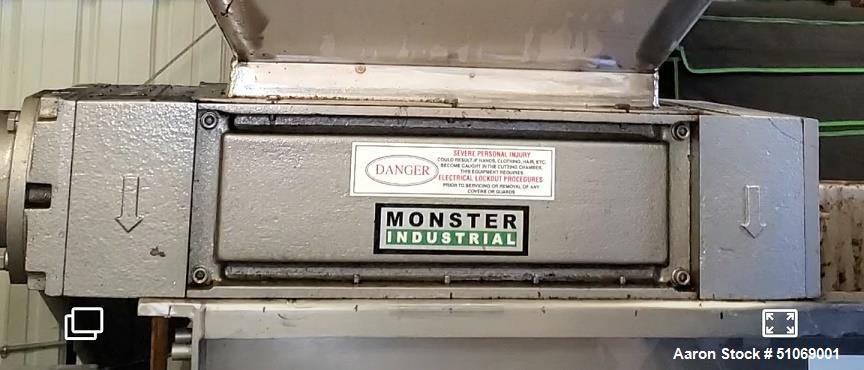 DANGER
SEVERE PERSONAL INJURY
COULD RESULT IF HANDS, CLOTHING, HAIR, ETC.
BECOME CAUGHT IN THE CUTTING CHAMBER.
THIS EQUIPMENT REQUIRES
ELECTRICAL LOCKOUT PROCEDURES
PRIOR TO SERVICING OR REMOVAL OF ANY
COVERS OR GUARDS
MONSTER
INDUSTRIAL
Aaron Stock # 51069001